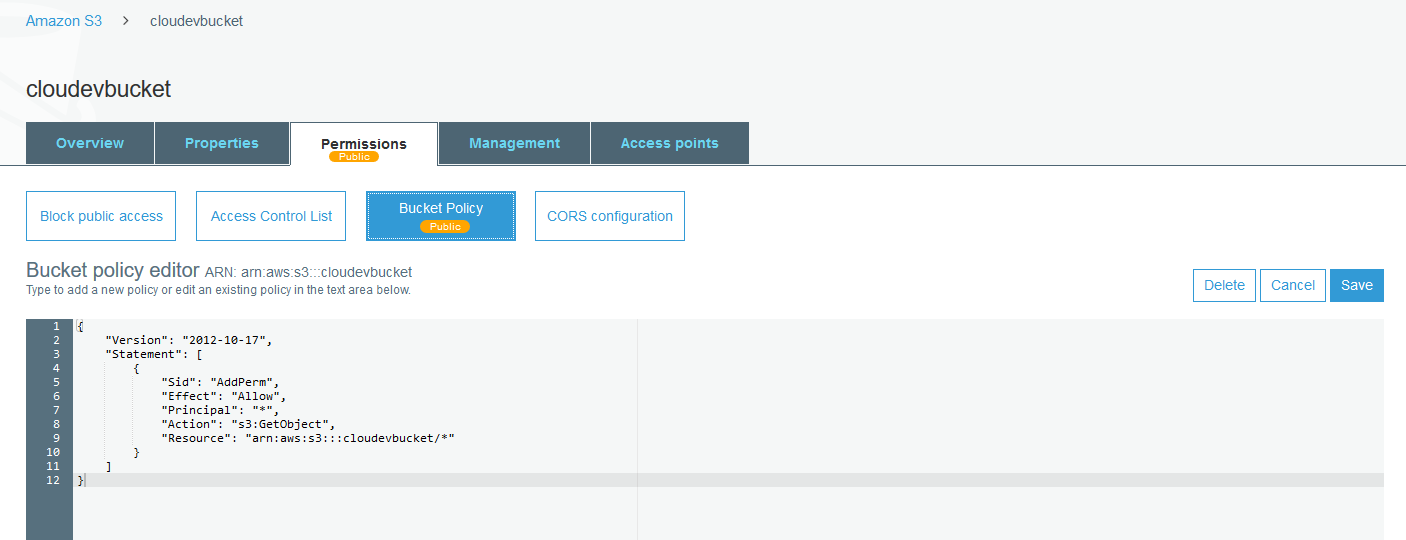 Amazon S3 > cloudevbucket
cloudevbucket
Overview Properties Permissions Management Access points
Public
Block public access Access Control List Bucket Policy CORS configuration
Public
Bucket policy editor ARN: arn:aws:s3:::cloudevbucket
Type to add a new policy or edit an existing policy in the text area below.
Delete Cancel Save
1 {
2 "Version": "2012-10-17",
3 "Statement": [
4 {
5 "Sid": "AddPerm",
6 "Effect": "Allow",
7 "Principal": "*",
8 "Action": "s3:GetObject",
9 "Resource": "arn:aws:s3:::cloudevbucket/*"
10 }
11 ]
12 }